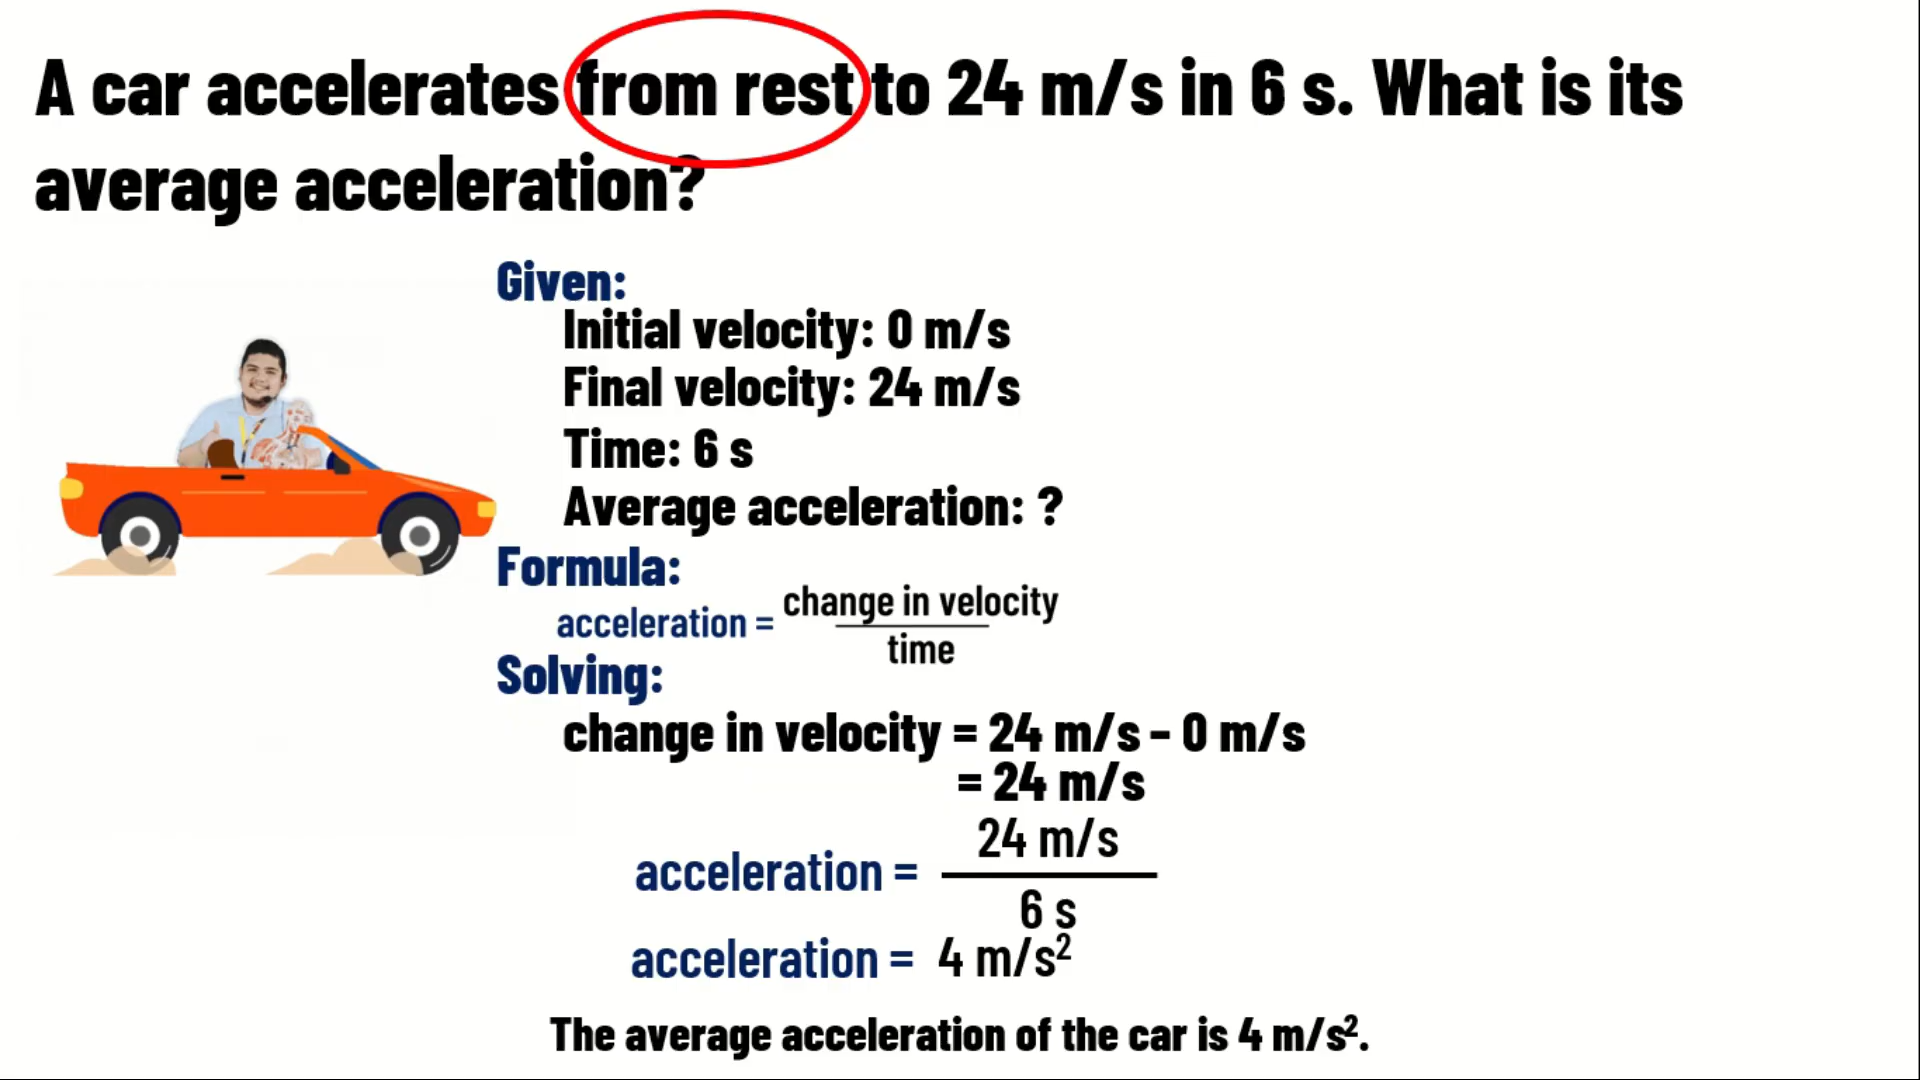 A car accelerates from rest to 24 m/s in 6 s. What is its
average acceleration?
Given:
Initial velocity: 0 m/s
Final velocity: 24 m/s
Time: 6 s
Average acceleration: ?
Formula:
acceleration = change in velocity
time
Solving:
change in velocity = 24 m/s – 0 m/s
= 24 m/s
24 m/s
acceleration =
6 s
acceleration = 4 m/s²
The average acceleration of the car is 4 m/s².